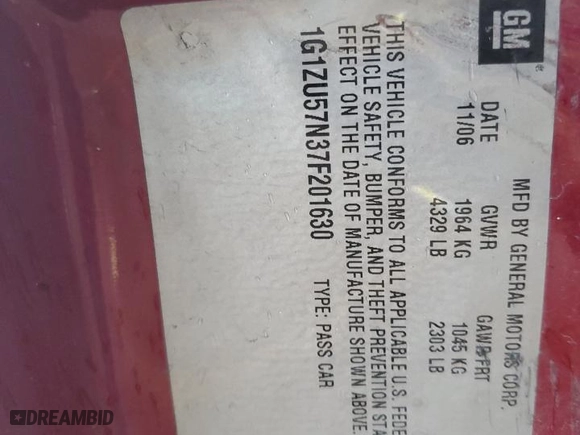 GM
MFD BY GENERAL MOTORS CORP.
DATE GVWR GAWR FRT
11/06 1964 KG 1045 KG
4329 LB 2303 LB
THIS VEHICLE CONFORMS TO ALL APPLICABLE U.S. FEDE
VEHICLE SAFETY, BUMPER, AND THEFT PREVENTION STA
EFFECT ON THE DATE OF MANUFACTURE SHOWN ABOVE.
1G1ZU57N37F201630 TYPE: PASS CAR
DREAMBID